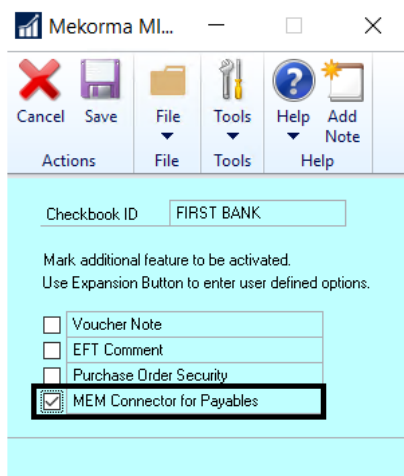 Mekorma MI...
Cancel Save File Tools Help Add Note
Actions File Tools Help
Checkbook ID FIRST BANK
Mark additional feature to be activated.
Use Expansion Button to enter user defined options.
Voucher Note
EFT Comment
Purchase Order Security
MEM Connector for Payables